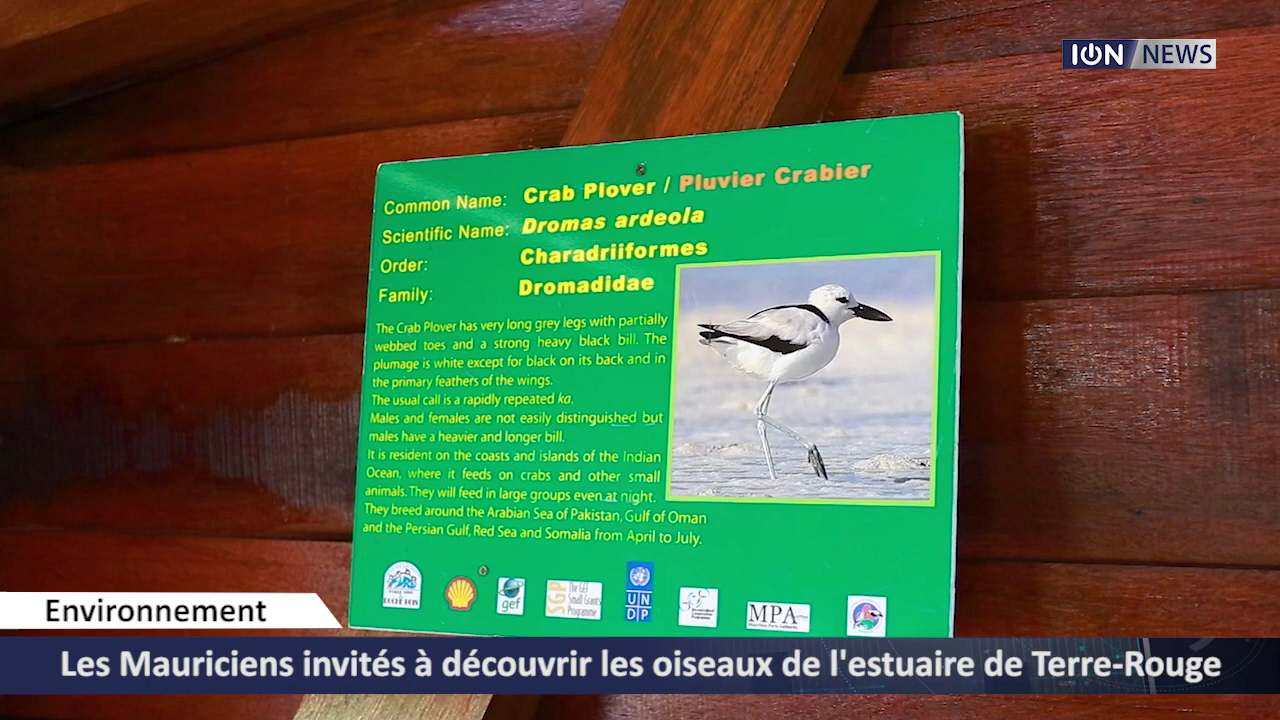 ION NEWS
Common Name: Crab Plover / Pluvier Crabier
Scientific Name: Dromas ardeola
Order: Charadriiformes
Family: Dromadidae
The Crab Plover has very long grey legs with partially
webbed toes and a strong heavy black bill. The
plumage is white except for black on its back and in
the primary feathers of the wings.
The usual call is a rapidly repeated ka.
Males and females are not easily distinguished but
males have a heavier and longer bill.
It is resident on the coasts and islands of the Indian
Ocean, where it feeds on crabs and other small
animals. They will feed in large groups even at night.
They breed around the Arabian Sea of Pakistan, Gulf of Oman
and the Persian Gulf, Red Sea and Somalia from April to July.
gef
SGP The GEF
Small Grants
Programme
UN
DP
MPA
Environnement
Les Mauriciens invités à découvrir les oiseaux de l'estuaire de Terre-Rouge